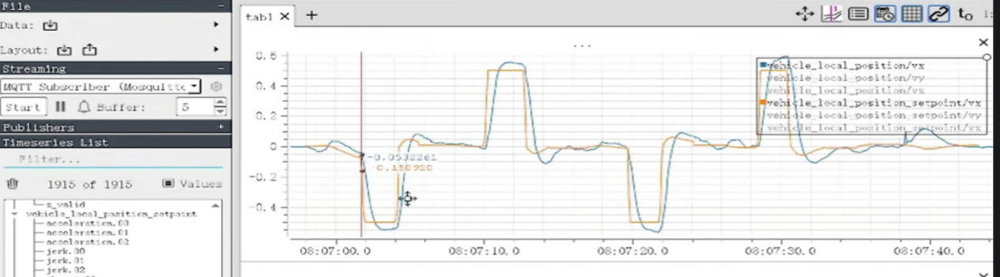 File
Data:
Layout:
Streaming
MQTT Subscriber (Mosquitto
Start
Buffer:
5
Publishers
+
Timeseries List
Filter...
1915 of 1915
Values
z_valid
vehicle_local_position_setpoint
acceleration.00
acceleration.01
acceleration.02
jerk.00
jerk.01
jerk.02
tab1
+
t0
1:
...
0.6
0.4
0.2
0
-0.2
-0.4
vehicle_local_position/vx
vehicle_local_position/vy
vehicle_local_position/vx
vehicle_local_position_setpoint/vx
vehicle_local_position_setpoint/vy
vehicle_local_position_setpoint/vx
-0.0532261
08:07:00.0
08:07:10.0
08:07:20.0
08:07:30.0
08:07:40.0